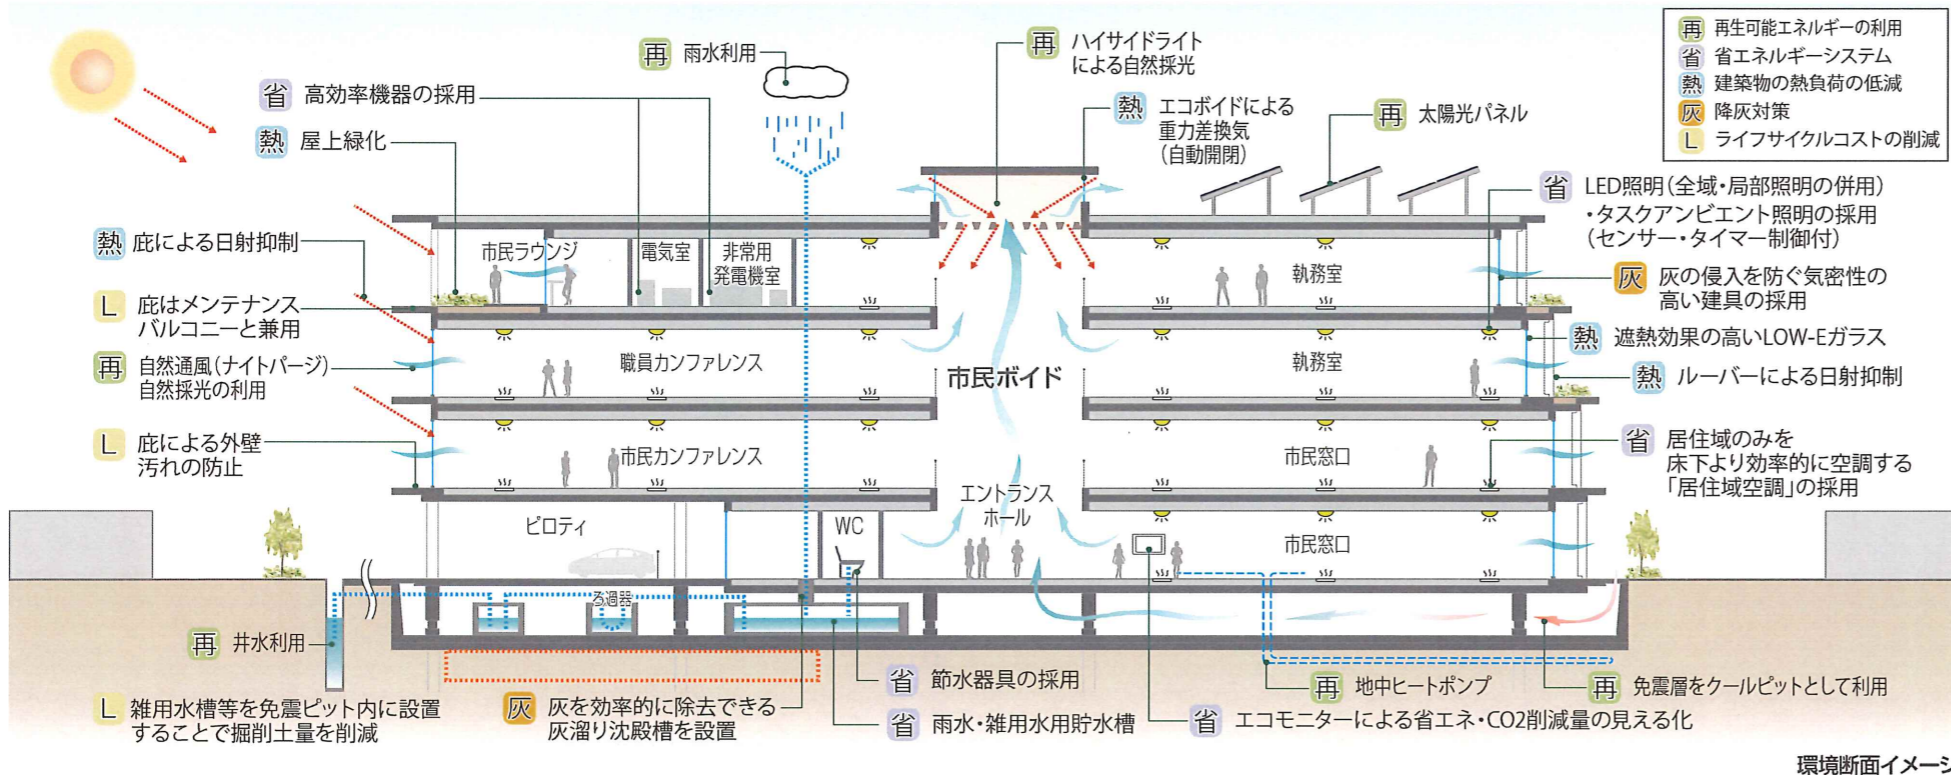 再 再生可能エネルギーの利用
省 省エネルギーシステム
熱 建築物の熱負荷の低減
灰 降灰対策
L ライフサイクルコストの削減
再 雨水利用
再 ハイサイドライト
による自然採光
省 高効率機器の採用
熱 屋上緑化
熱 エコボイドによる
重力差換気
(自動開閉)
再 太陽光パネル
省 LED照明(全域・局部照明の併用)
・タスクアンビエント照明の採用
(センサー・タイマー制御付)
熱 庇による日射抑制
市民ラウンジ
電気室
非常用
発電機室
執務室
灰 灰の侵入を防ぐ気密性の
高い建具の採用
L 庇はメンテナンス
バルコニーと兼用
再 自然通風(ナイトパージ)
自然採光の利用
職員カンファレンス
市民ボイド
執務室
熱 遮熱効果の高いLOW-Eガラス
熱 ルーバーによる日射抑制
L 庇による外壁
汚れの防止
市民カンファレンス
市民窓口
省 居住域のみを
床下より効率的に空調する
「居住域空調」の採用
ピロティ
WC
エントランス
ホール
市民窓口
ろ過器
再 井水利用
省 節水器具の採用
再 地中ヒートポンプ
再 免震層をクールピットとして利用
L 雑用水槽等を免震ピット内に設置
することで掘削土量を削減
灰 灰を効率的に除去できる
灰溜り沈殿槽を設置
省 雨水・雑用水用貯水槽
省 エコモニターによる省エネ・CO2削減量の見える化
環境断面イメージ